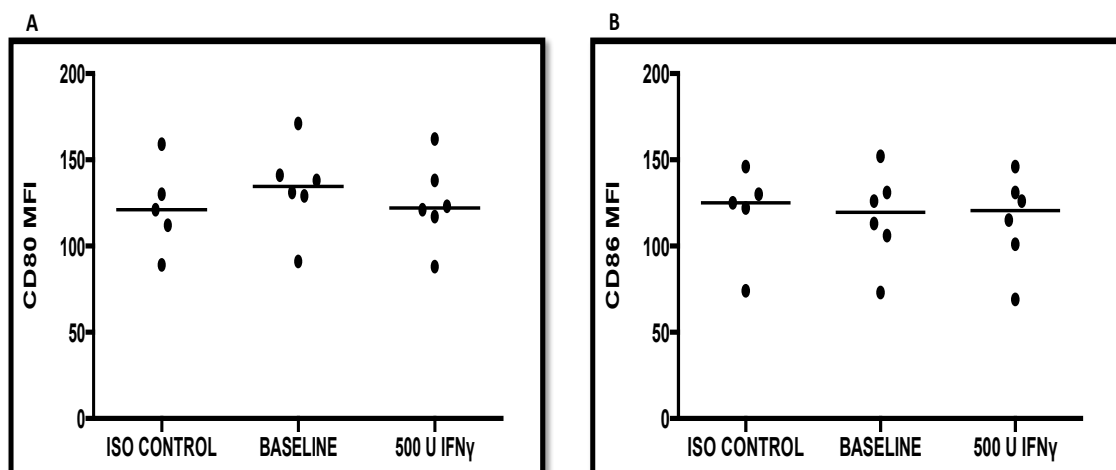 A
CD80 MFI
200
150
100
50
0
ISO CONTROL BASELINE 500 U IFNγ
B
CD86 MFI
200
150
100
50
0
ISO CONTROL BASELINE 500 U IFNγ